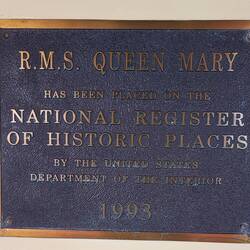 R.M.S. QUEEN MARY
HAS BEEN PLACED ON THE
NATIONAL REGISTER
OF HISTORIC PLACES
BY THE UNITED STATES
DEPARTMENT OF THE INTERIOR
1993